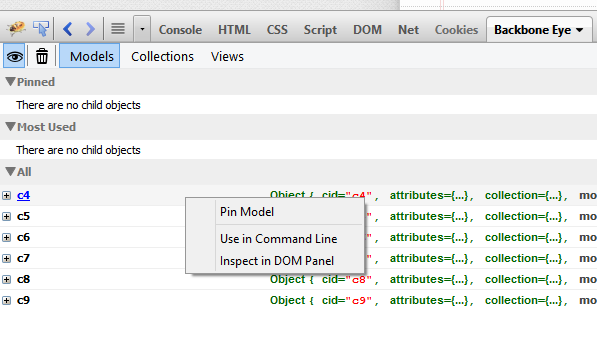 Console HTML CSS Script DOM Net Cookies Backbone Eye
Models Collections Views
Pinned
There are no child objects
Most Used
There are no child objects
All
c4 Object { cid="c4", attributes={...}, collection={...}, mo
c5 ", attributes={...}, collection={...}, mo
c6 ", attributes={...}, collection={...}, mo
c7 ", attributes={...}, collection={...}, mo
c8 Object { cid="c8", attributes={...}, collection={...}, mo
c9 Object { cid="c9", attributes={...}, collection={...}, mo
Pin Model
Use in Command Line
Inspect in DOM Panel